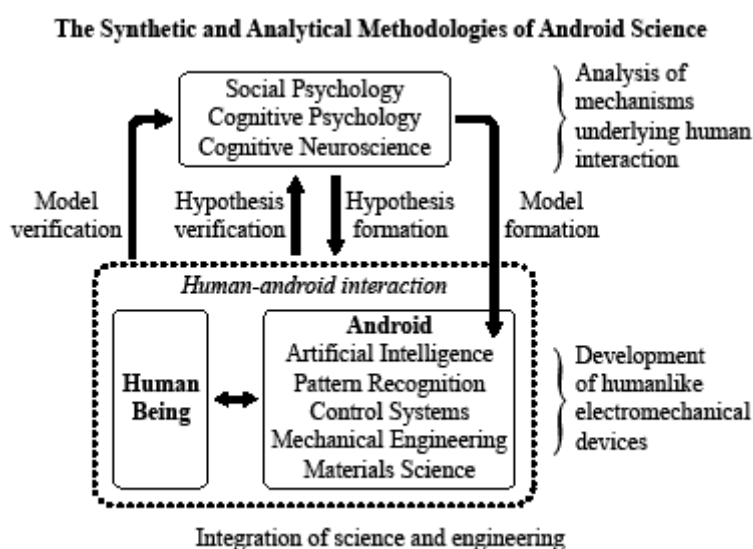 The Synthetic and Analytical Methodologies of Android Science
Social Psychology
Cognitive Psychology
Cognitive Neuroscience
Analysis of
mechanisms
underlying human
interaction
Model
verification
Hypothesis
verification
Hypothesis
formation
Model
formation
Human-android interaction
Human
Being
Android
Artificial Intelligence
Pattern Recognition
Control Systems
Mechanical Engineering
Materials Science
Development
of humanlike
electromechanical
devices
Integration of science and engineering